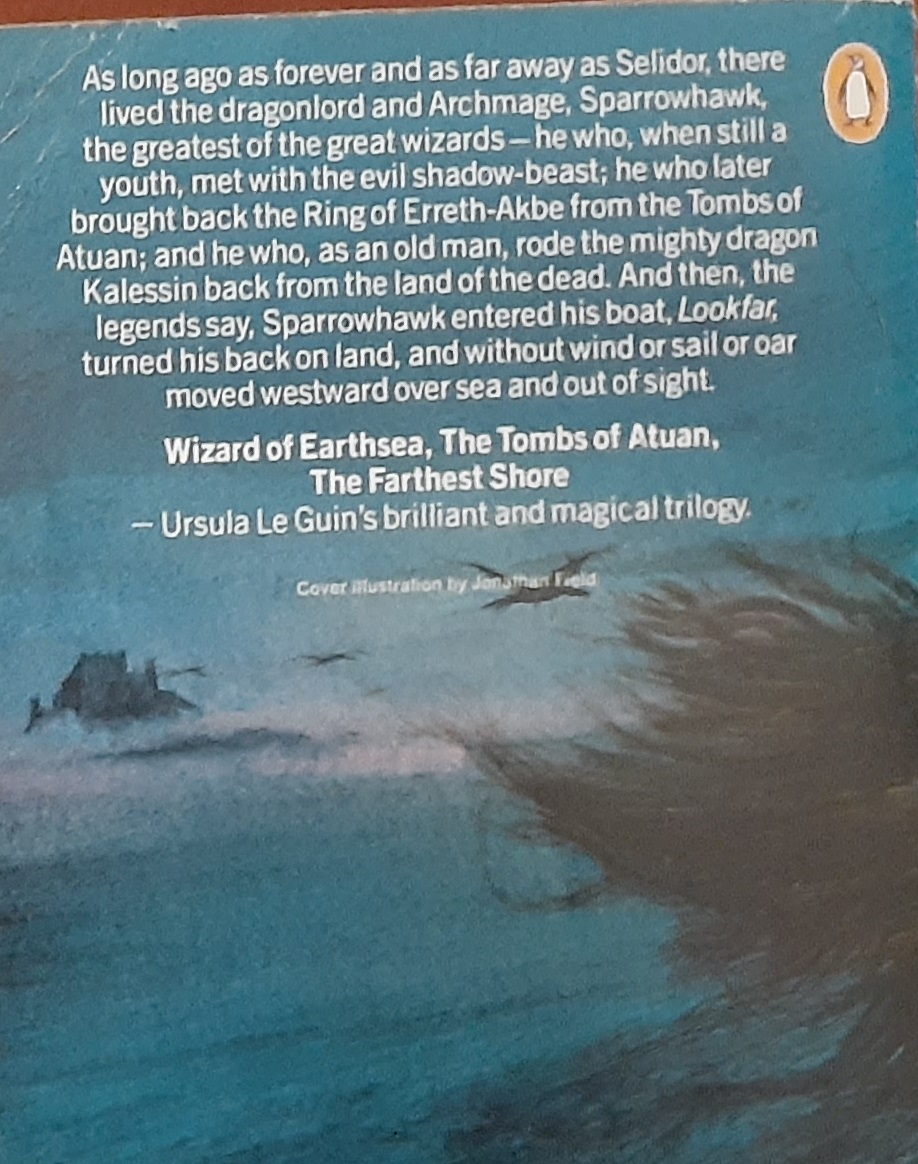 As long ago as forever and as far away as Selidor, there
lived the dragonlord and Archmage, Sparrowhawk,
the greatest of the great wizards – he who, when still a
youth, met with the evil shadow-beast; he who later
brought back the Ring of Erreth-Akbe from the Tombs of
Atuan; and he who, as an old man, rode the mighty dragon
Kalessin back from the land of the dead. And then, the
legends say, Sparrowhawk entered his boat, Lookfar,
turned his back on land, and without wind or sail or oar
moved westward over sea and out of sight.
Wizard of Earthsea, The Tombs of Atuan,
The Farthest Shore
– Ursula Le Guin's brilliant and magical trilogy.
Cover illustration by Jonathan Field